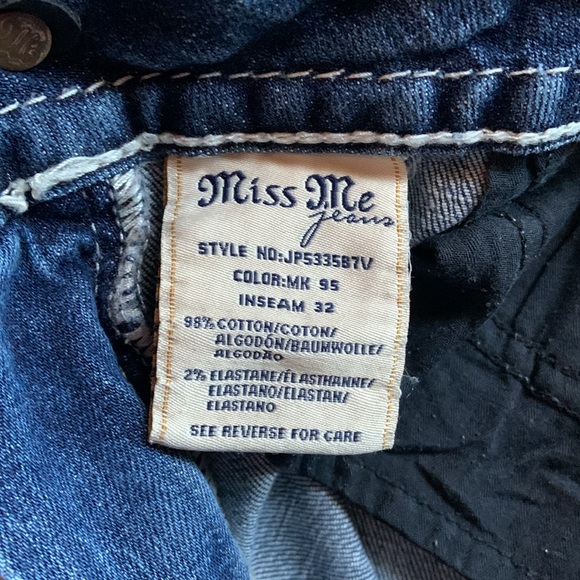 Miss Me
jeans
STYLE NO:JP5335B7V
COLOR:MK 95
INSEAM 32
98% COTTON/COTON/
ALGODÓN/BAUMWOLLE/
ALGODAO
2% ELASTANE/ÉLASTHANNE/
ELASTANO/ELASTAN/
ELASTANO
SEE REVERSE FOR CARE